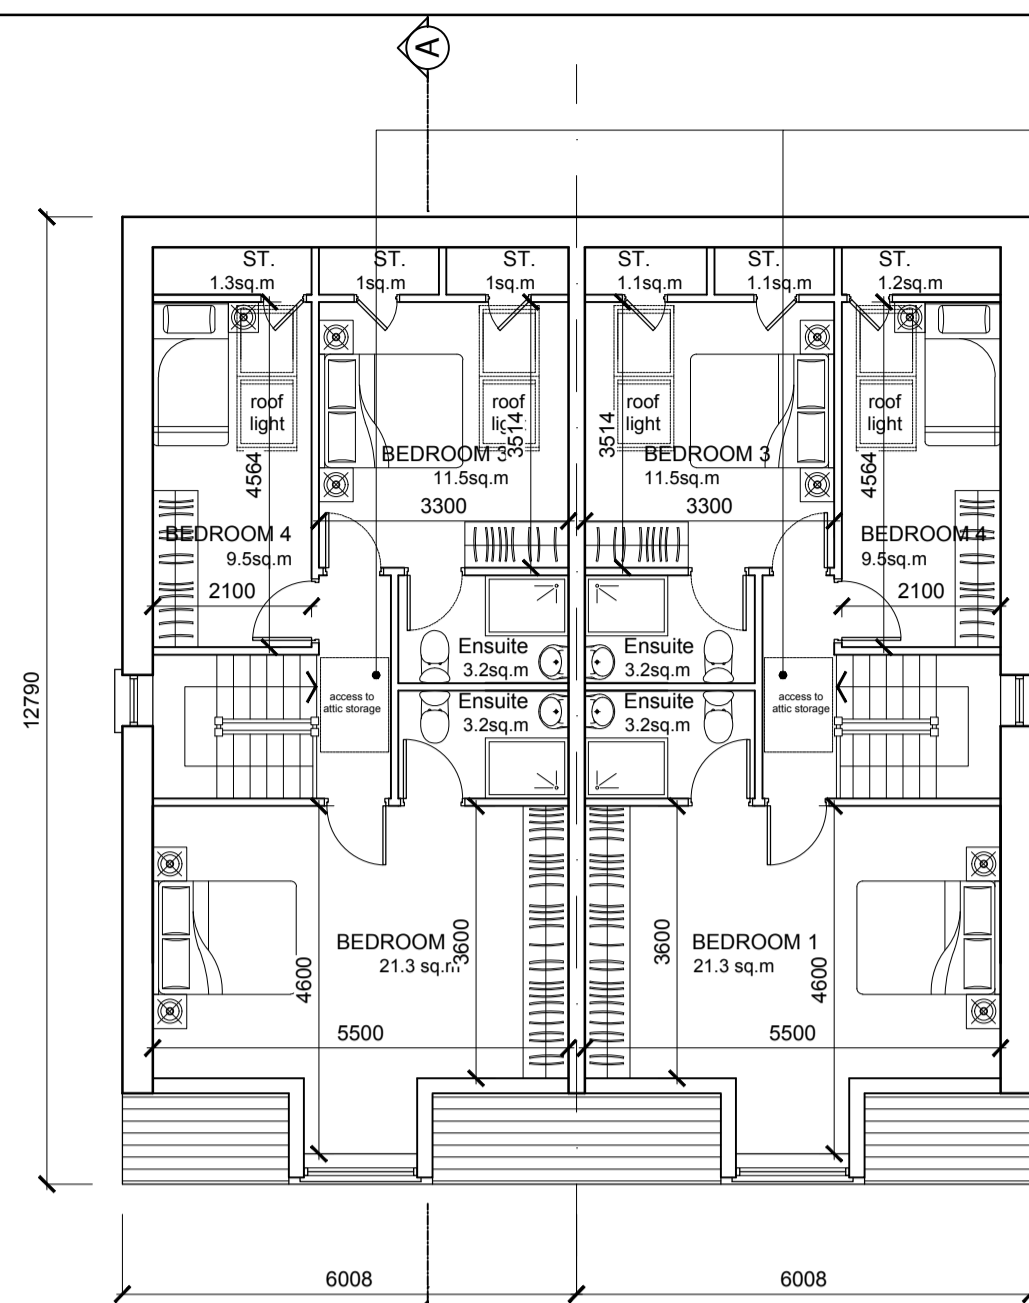 A
ST.
1.3sq.m
ST.
1sq.m
ST.
1sq.m
ST.
1.1sq.m
ST.
1.1sq.m
ST.
1.2sq.m
roof
light
roof
roof
light
roof
light
4564
3514
3514
4564
BEDROOM 3
11.5sq.m
3300
BEDROOM 3
11.5sq.m
3300
BEDROOM 4
9.5sq.m
2100
BEDROOM 4
9.5sq.m
2100
Ensuite
3.2sq.m
Ensuite
3.2sq.m
Ensuite
3.2sq.m
Ensuite
3.2sq.m
access to
attic storage
access to
attic storage
12790
BEDROOM
21.3 sq.m
4600
3600
5500
BEDROOM 1
21.3 sq.m
3600
4600
5500
6008
6008